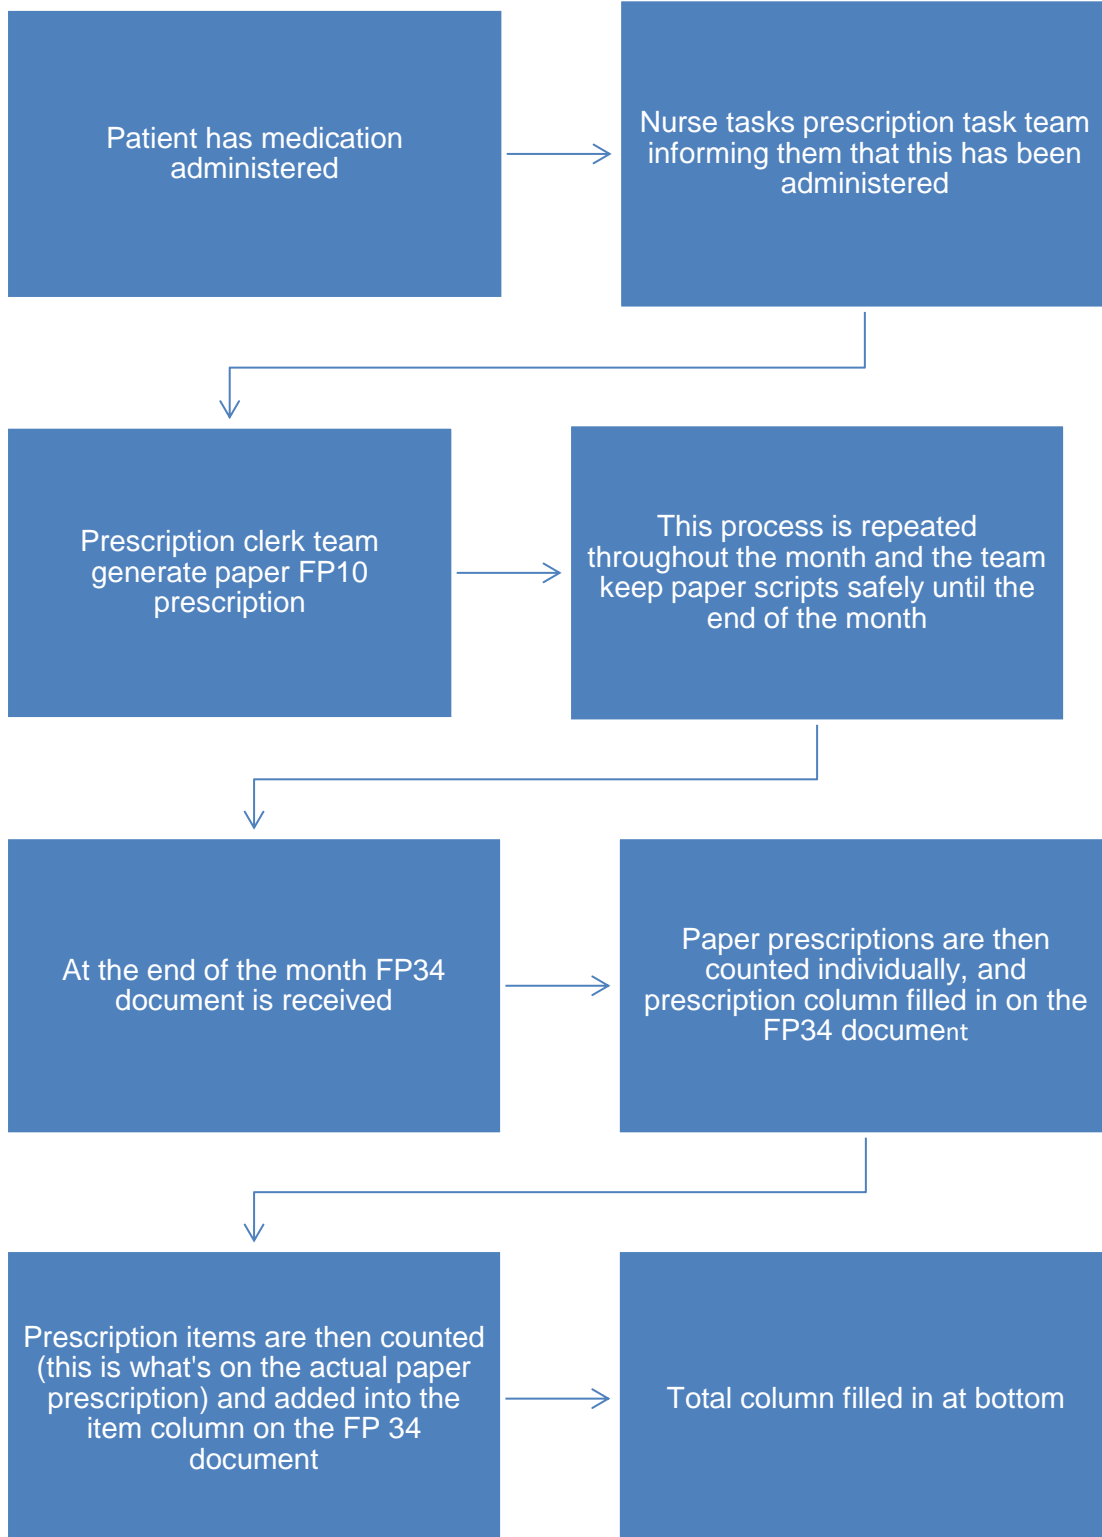 Patient has medication
administered
Nurse tasks prescription task team
informing them that this has been
administered
Prescription clerk team
generate paper FP10
prescription
This process is repeated
throughout the month and the team
keep paper scripts safely until the
end of the month
At the end of the month FP34
document is received
Paper prescriptions are then
counted individually, and
prescription column filled in on the
FP34 document
Prescription items are then counted
(this is what's on the actual paper
prescription) and added into the
item column on the FP 34
document
Total column filled in at bottom